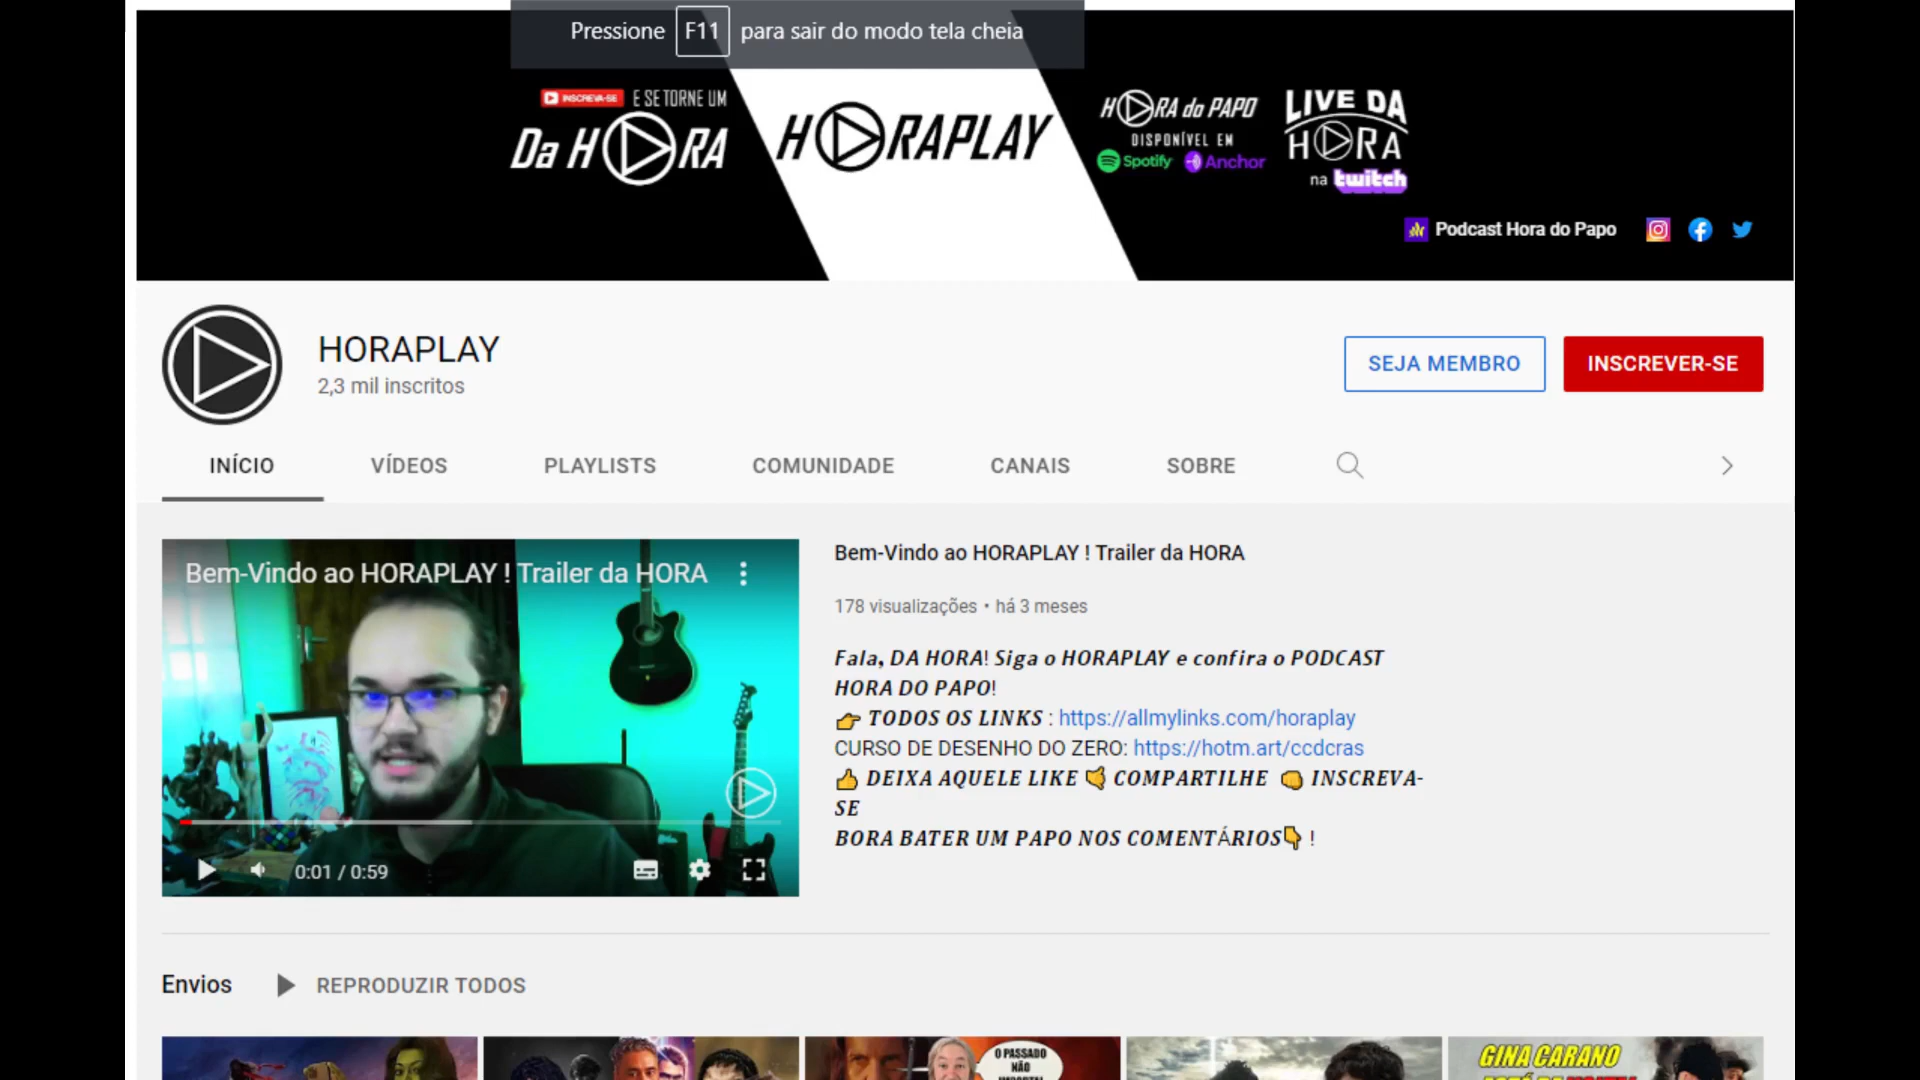 Pressione F11 para sair do modo tela cheia
INSCREVA-SE E SE TORNE UM
Da HORA
HORAPLAY
HORA do PAPO
DISPONÍVEL EM
Spotify Anchor
LIVE DA
HORA
na twitch
Podcast Hora do Papo
HORAPLAY
2,3 mil inscritos
SEJA MEMBRO
INSCREVER-SE
INÍCIO VÍDEOS PLAYLISTS COMUNIDADE CANAIS SOBRE
Bem-Vindo ao HORAPLAY ! Trailer da HORA
0:01 / 0:59
Bem-Vindo ao HORAPLAY ! Trailer da HORA
178 visualizações • há 3 meses
Fala, DA HORA! Siga o HORAPLAY e confira o PODCAST
HORA DO PAPO!
👉 TODOS OS LINKS : https://allmylinks.com/horaplay
CURSO DE DESENHO DO ZERO: https://hotm.art/ccdcras
👍 DEIXA AQUELE LIKE 🤙 COMPARTILHE 👊 INSCREVA-
SE
BORA BATER UM PAPO NOS COMENTÁRIOS👇 !
Envios REPRODUZIR TODOS
O PASSADO
NÃO
GINA CARANO